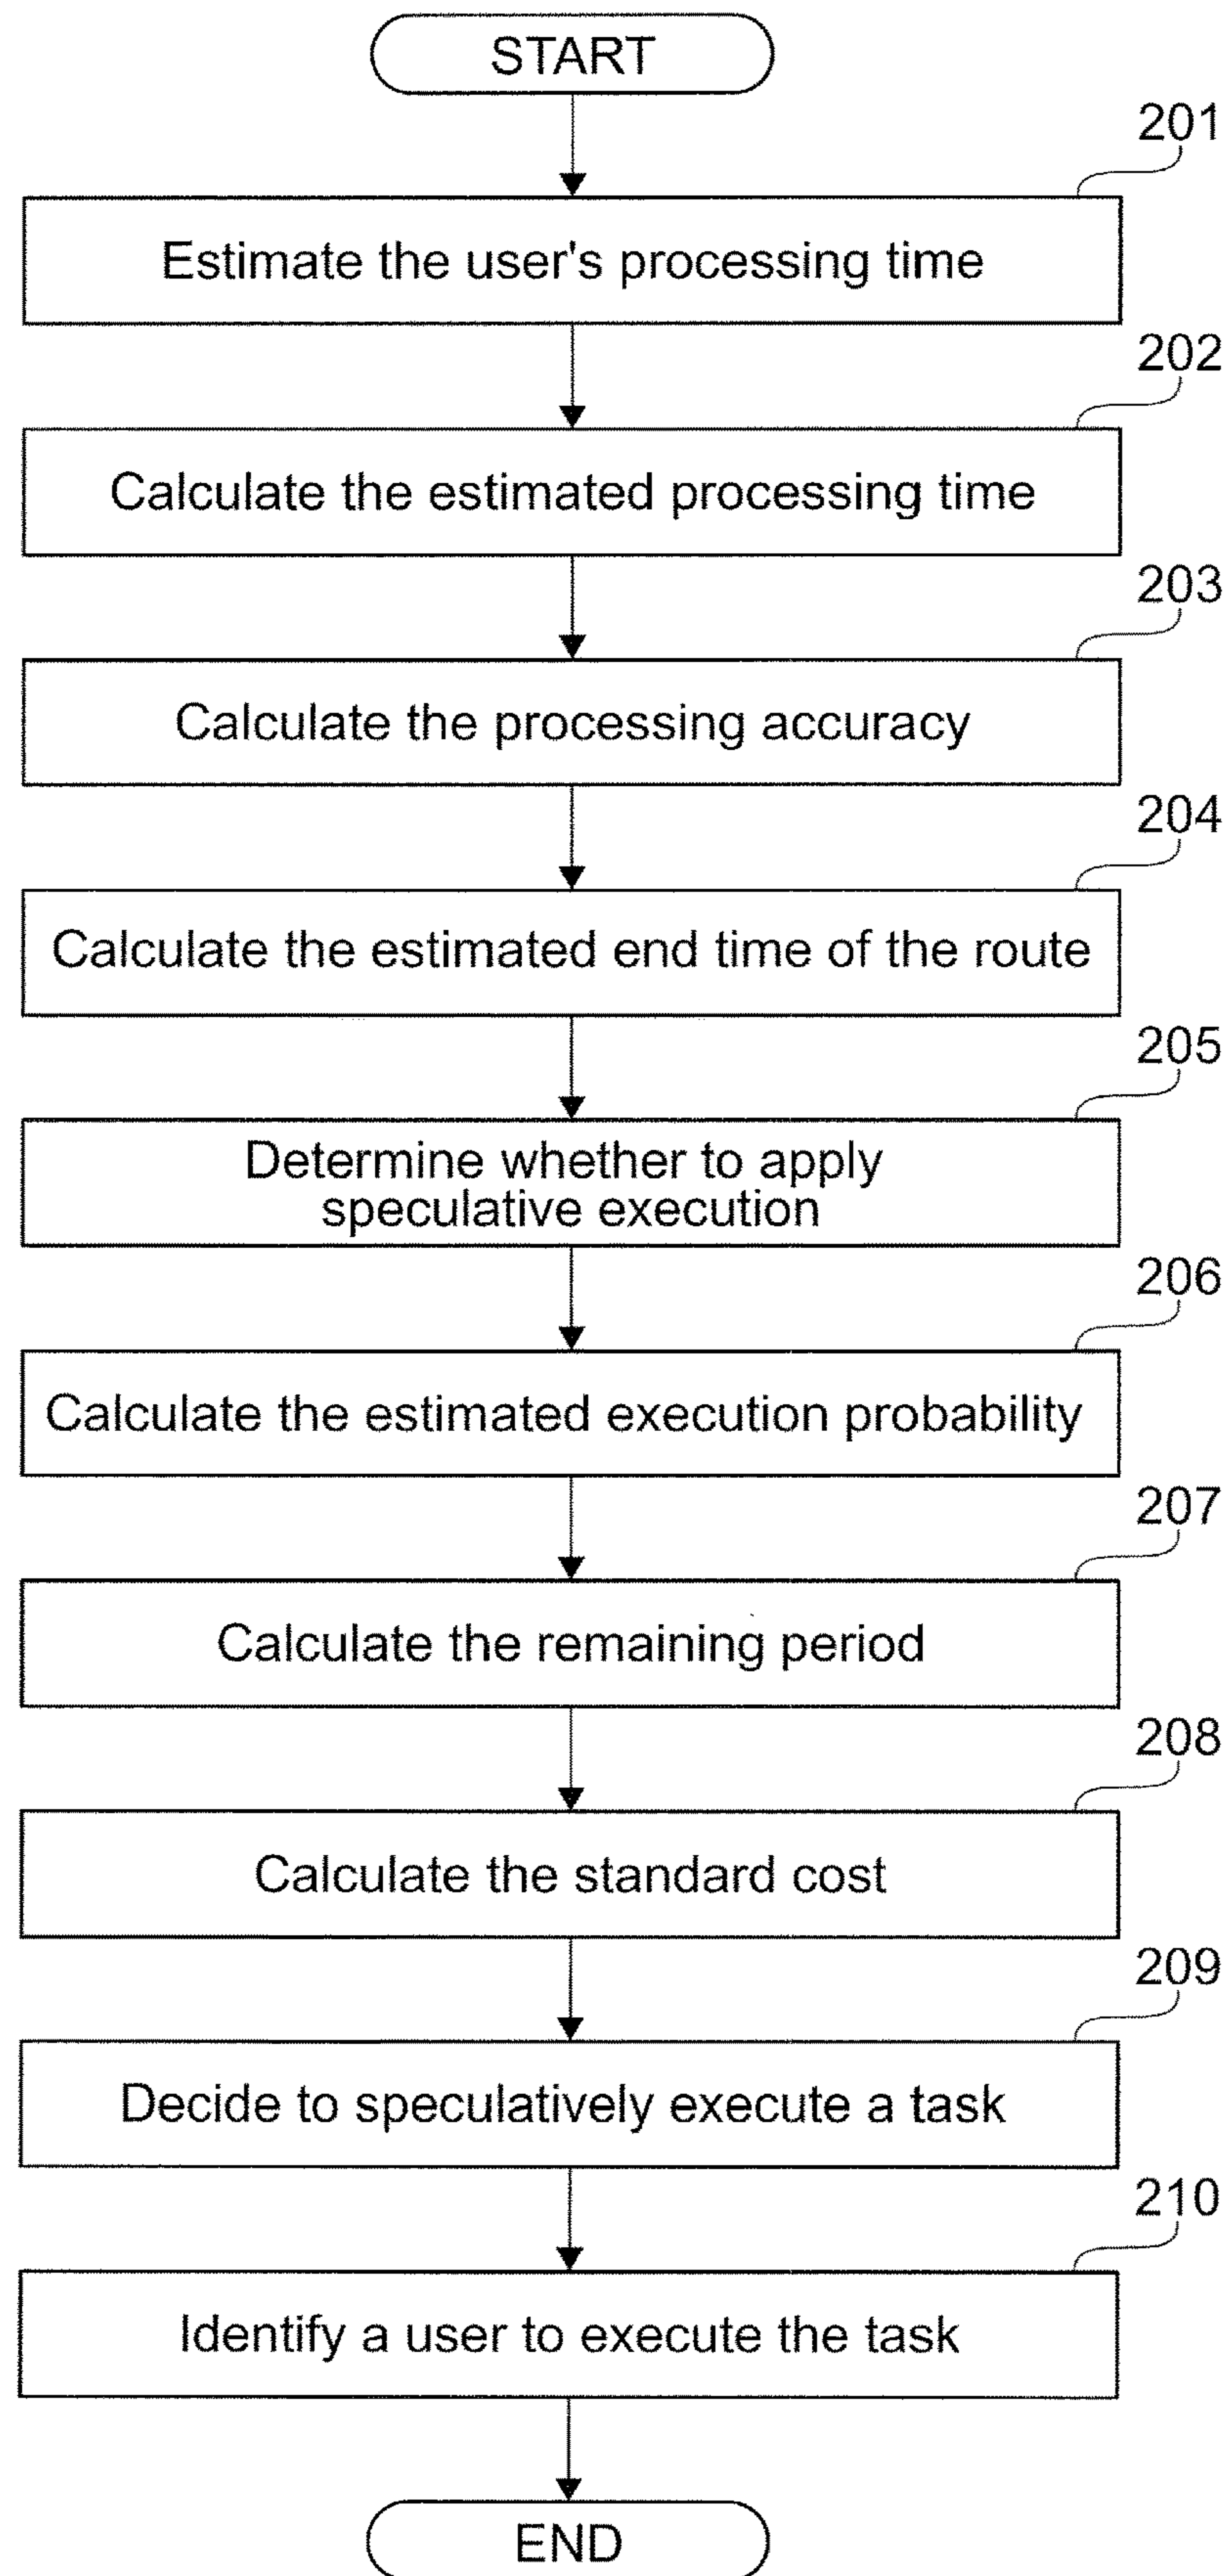 START
201
Estimate the user's processing time
202
Calculate the estimated processing time
203
Calculate the processing accuracy
204
Calculate the estimated end time of the route
205
Determine whether to apply
speculative execution
206
Calculate the estimated execution probability
207
Calculate the remaining period
208
Calculate the standard cost
209
Decide to speculatively execute a task
210
Identify a user to execute the task
END